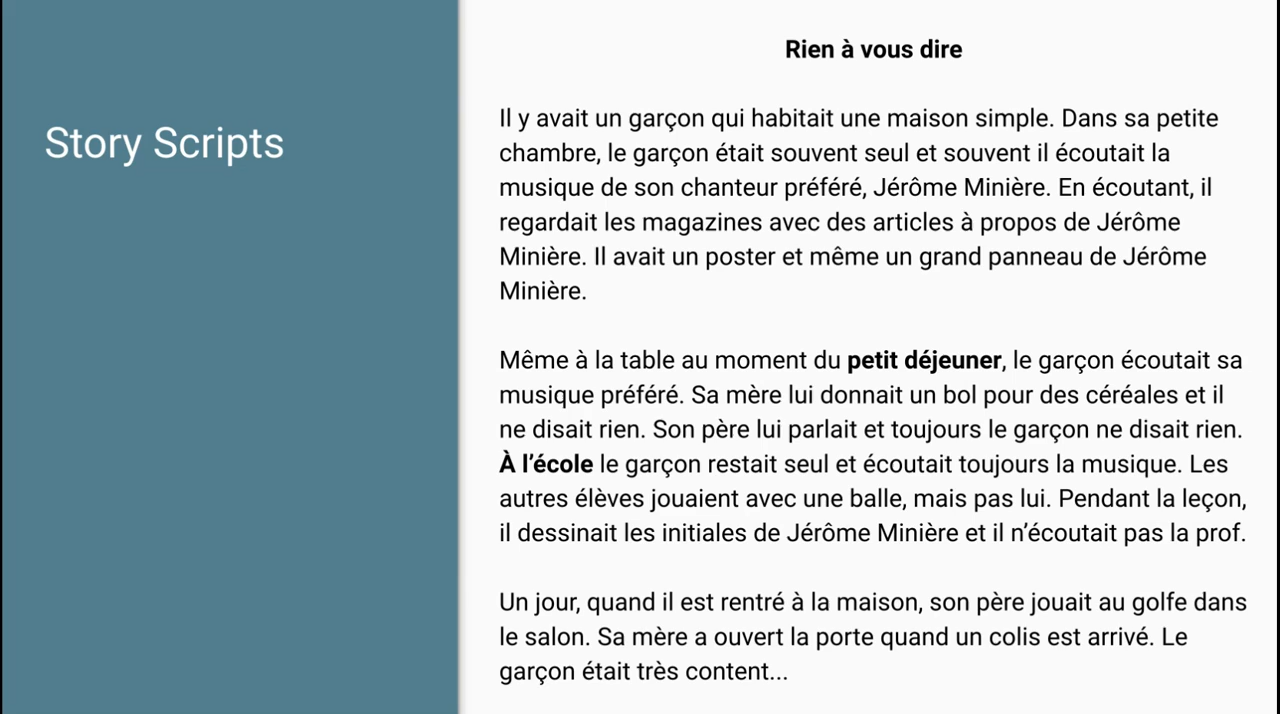 Story Scripts
Rien à vous dire
Il y avait un garçon qui habitait une maison simple. Dans sa petite
chambre, le garçon était souvent seul et souvent il écoutait la
musique de son chanteur préféré, Jérôme Minière. En écoutant, il
regardait les magazines avec des articles à propos de Jérôme
Minière. Il avait un poster et même un grand panneau de Jérôme
Minière.
Même à la table au moment du petit déjeuner, le garçon écoutait sa
musique préféré. Sa mère lui donnait un bol pour des céréales et il
ne disait rien. Son père lui parlait et toujours le garçon ne disait rien.
À l’école le garçon restait seul et écoutait toujours la musique. Les
autres élèves jouaient avec une balle, mais pas lui. Pendant la leçon,
il dessinait les initiales de Jérôme Minière et il n’écoutait pas la prof.
Un jour, quand il est rentré à la maison, son père jouait au golfe dans
le salon. Sa mère a ouvert la porte quand un colis est arrivé. Le
garçon était très content...